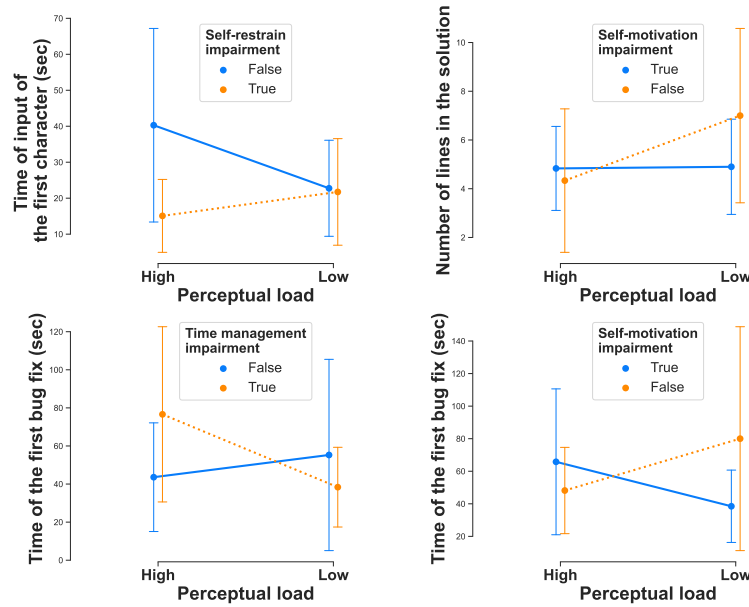 Time of input of
the first character (sec)
70
60
50
40
30
20
10
Self-restrain
impairment
False
True
High
Low
Perceptual load
Number of lines in the solution
10
8
6
4
2
Self-motivation
impairment
True
False
High
Low
Perceptual load
Time of the first bug fix (sec)
120
100
80
60
40
20
0
Time management
impairment
False
True
High
Low
Perceptual load
Time of the first bug fix (sec)
140
120
100
80
60
40
20
Self-motivation
impairment
True
False
High
Low
Perceptual load